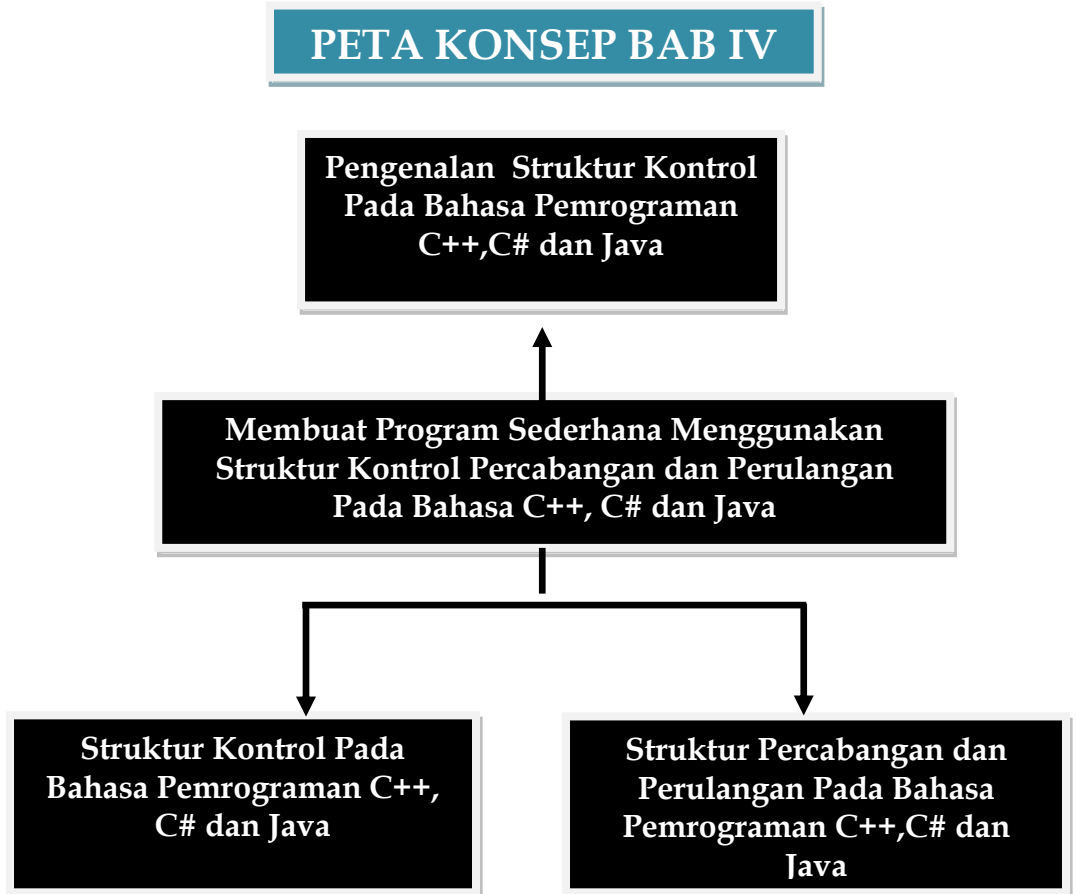 PETA KONSEP BAB IV
Pengenalan Struktur Kontrol
Pada Bahasa Pemrograman
C++,C# dan Java
Membuat Program Sederhana Menggunakan
Struktur Kontrol Percabangan dan Perulangan
Pada Bahasa C++, C# dan Java
Struktur Kontrol Pada
Bahasa Pemrograman C++,
C# dan Java
Struktur Percabangan dan
Perulangan Pada Bahasa
Pemrograman C++,C# dan
Java